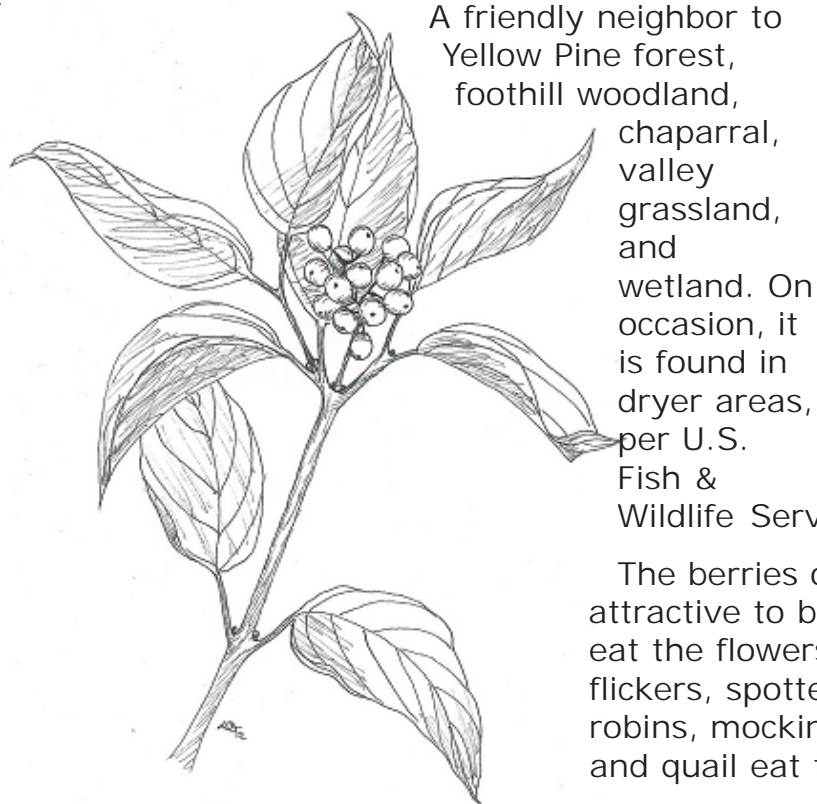 A friendly neighbor to
Yellow Pine forest,
foothill woodland,
chaparral,
valley
grassland,
and
wetland. On
occasion, it
is found in
dryer areas,
per U.S.
Fish &
Wildlife Serv
The berries
attractive to b
eat the flowers
flickers, spotte
robins, mockin
and quail eat